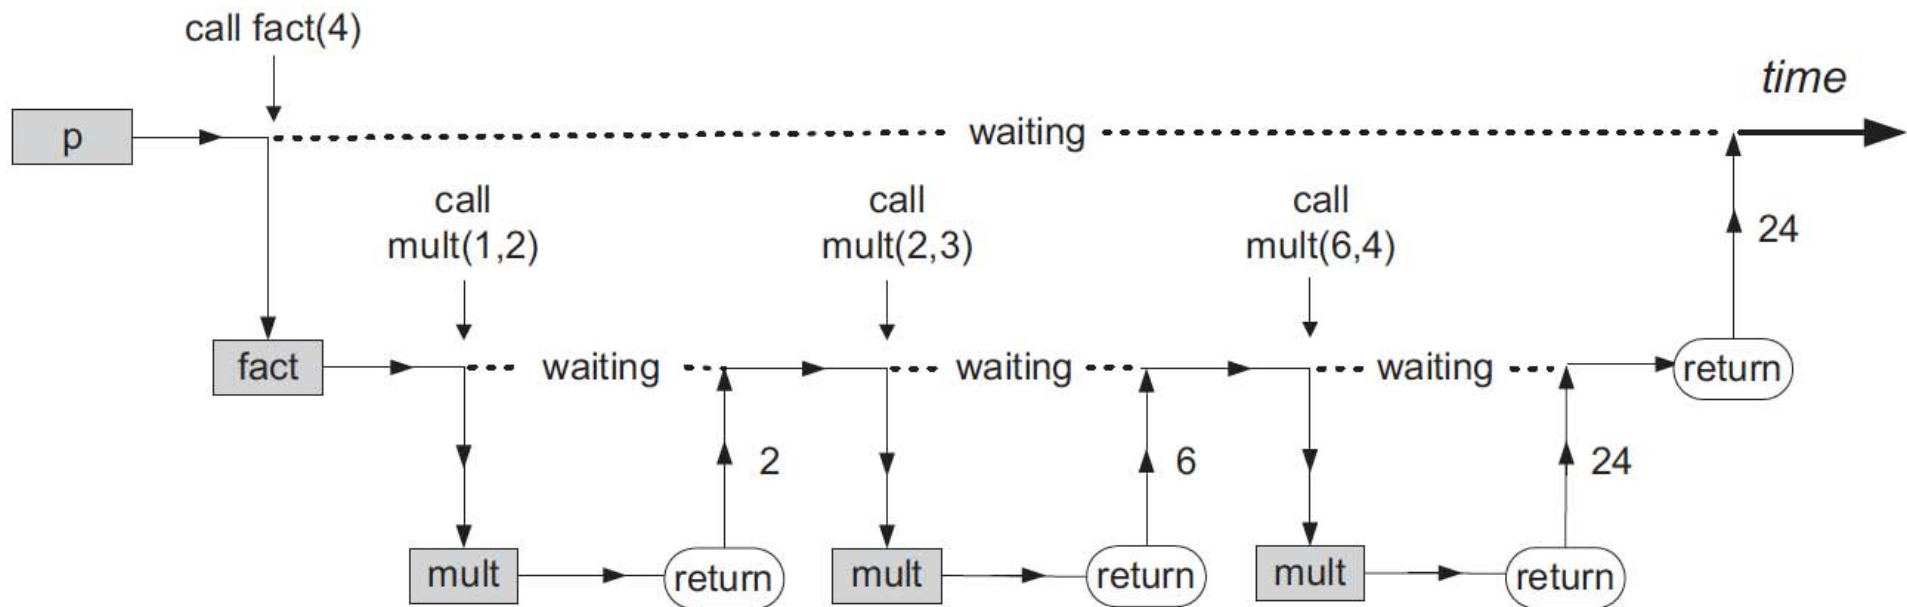 call fact(4)
time
p
waiting
call
mult(1,2)
call
mult(2,3)
call
mult(6,4)
24
fact
waiting
waiting
waiting
return
2
6
24
mult
return
mult
return
mult
return